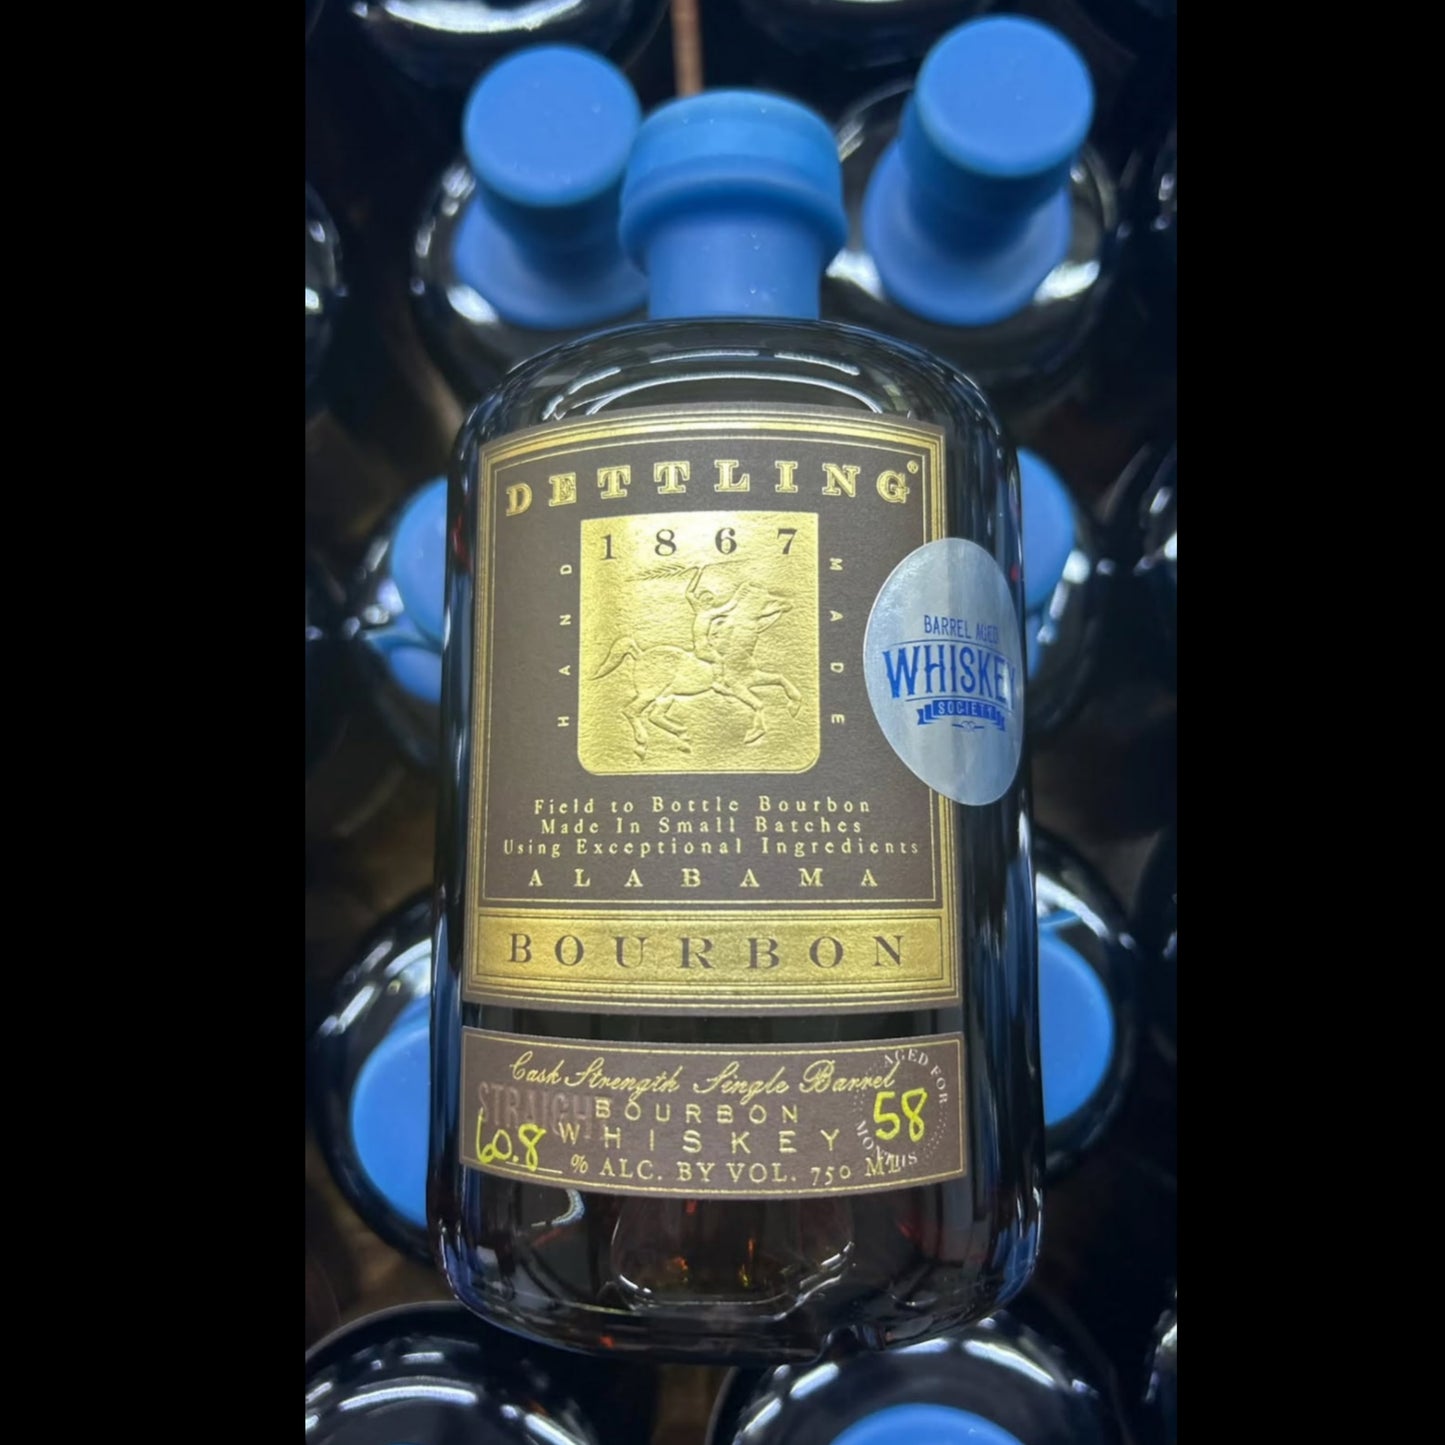 DETTLING®
1867
HAND
MADE
Field to Bottle Bourbon
Made In Small Batches
Using Exceptional Ingredients
ALABAMA
BOURBON
BARREL AGED
WHISKEY
SOCIETY
Cask Strength Single Barrel
STRAIGHT BOURBON
WHISKEY
60.8 % ALC. BY VOL. 750 ML
AGED FOR
58
MONTHS